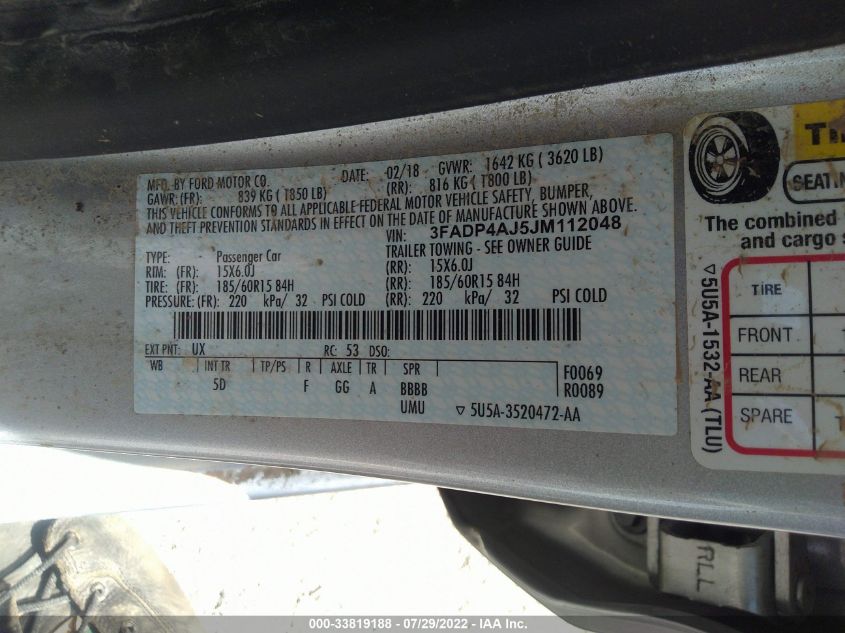 MFG. BY FORD MOTOR CO. DATE: 02/18 GVWR: 1642 KG ( 3620 LB)
GAWR: (FR): 839 KG ( 1850 LB) (RR): 816 KG ( 1800 LB)
THIS VEHICLE CONFORMS TO ALL APPLICABLE FEDERAL MOTOR VEHICLE SAFETY, BUMPER,
AND THEFT PREVENTION STANDARDS IN EFFECT ON THE DATE OF MANUFACTURE SHOWN ABOVE.
VIN: 3FADP4AJ5JM112048
TYPE: Passenger Car TRAILER TOWING - SEE OWNER GUIDE
RIM: (FR): 15X6.0J (RR): 15X6.0J
TIRE: (FR): 185/60R15 84H (RR): 185/60R15 84H
PRESSURE: (FR): 220 kPa/ 32 PSI COLD (RR): 220 kPa/ 32 PSI COLD
EXT PNT: UX RC: 53 DSO:
WB INT TR TP/PS R AXLE TR SPR F0069
5D F GG A BBBB R0089
UMU ▽ 5U5A-3520472-AA
SEATIN
The combined
and cargo
TIRE
FRONT
REAR
SPARE
▽5U5A-1532-AA (TLU)
RLL
000-33819188 - 07/29/2022 - IAA Inc.